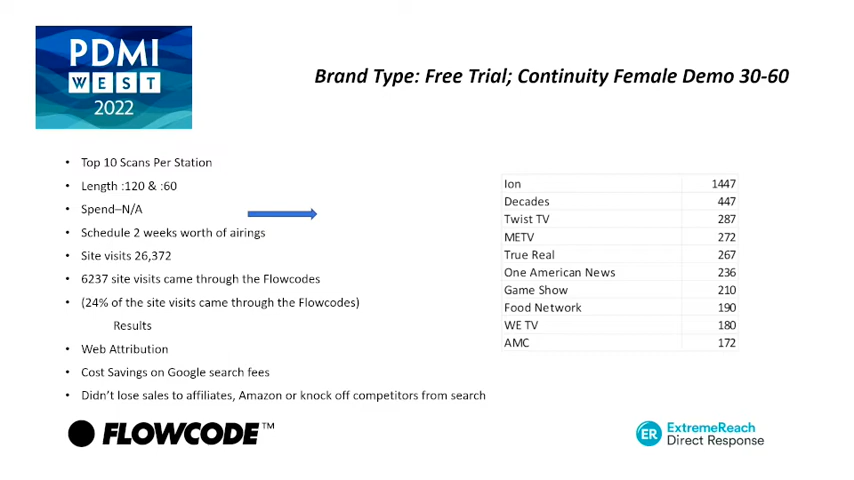 PDMI
WEST
2022
Brand Type: Free Trial; Continuity Female Demo 30-60
• Top 10 Scans Per Station
• Length :120 & :60
• Spend–N/A
• Schedule 2 weeks worth of airings
• Site visits 26,372
• 6237 site visits came through the Flowcodes
• (24% of the site visits came through the Flowcodes)
Results
• Web Attribution
• Cost Savings on Google search fees
• Didn't lose sales to affiliates, Amazon or knock off competitors from search
Ion 1447
Decades 447
Twist TV 287
METV 272
True Real 267
One American News 236
Game Show 210
Food Network 190
WE TV 180
AMC 172
FLOWCODE™
ER ExtremeReach
Direct Response